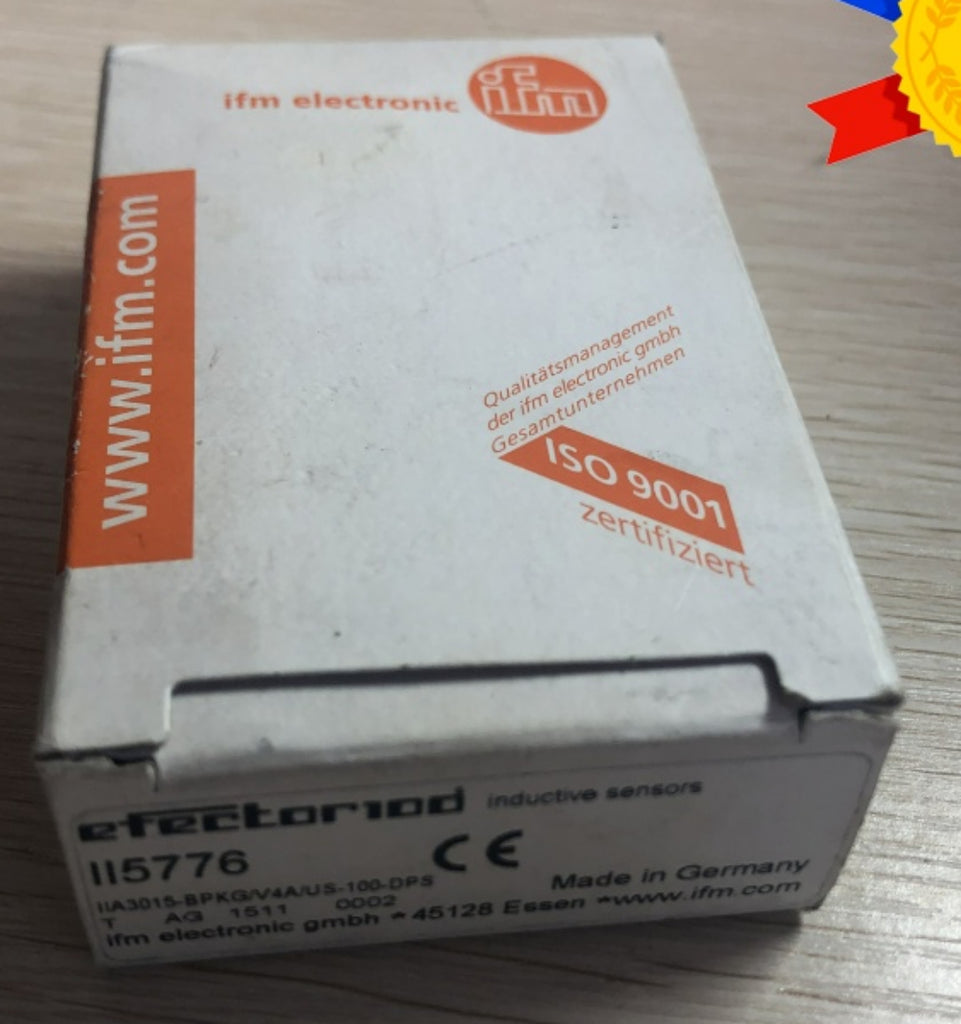 ifm electronic
ifm
www.ifm.com
Qualitätsmanagement
der ifm electronic gmbh
Gesamtunternehmen
ISO 9001
zertifiziert
efector100 inductive sensors
II5776 CE
IIA3015-BPKG/V4A/US-100-DPS
Made in Germany
T AG 1511 0002
ifm electronic gmbh * 45128 Essen *www.ifm.com